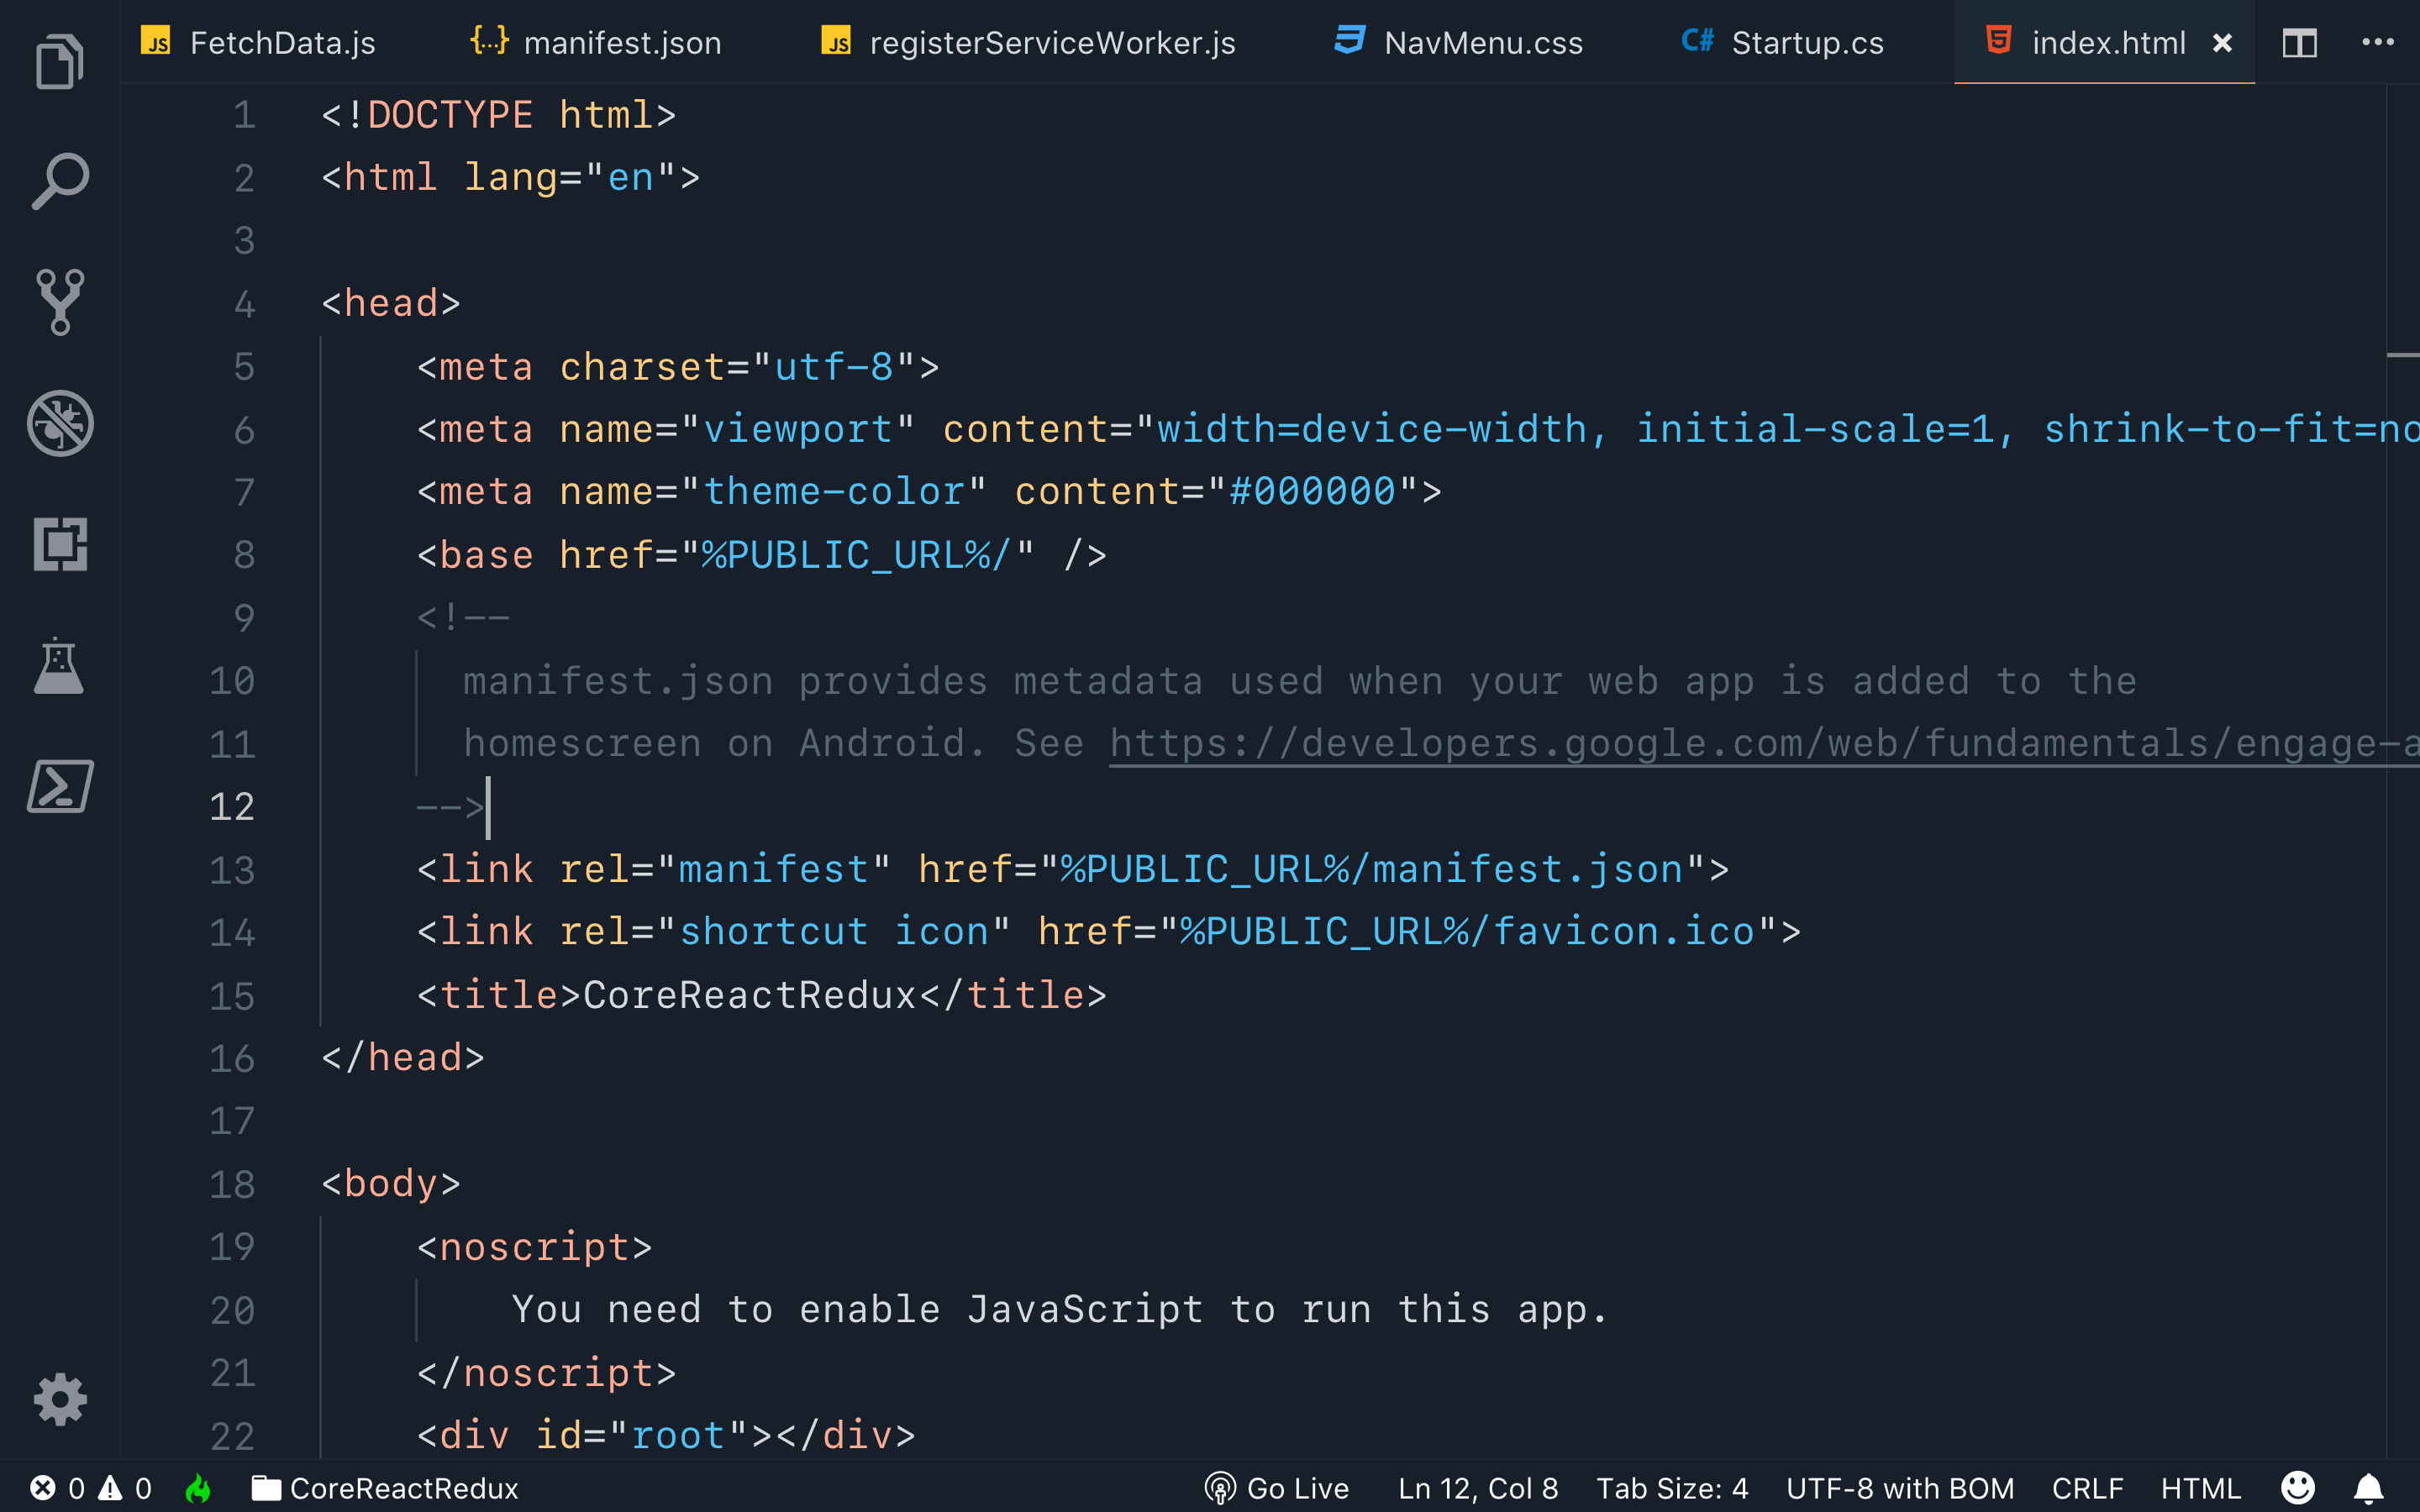 FetchData.js manifest.json registerServiceWorker.js NavMenu.css Startup.cs index.html
1 <!DOCTYPE html>
2 <html lang="en">
3
4 <head>
5 <meta charset="utf-8">
6 <meta name="viewport" content="width=device-width, initial-scale=1, shrink-to-fit=no
7 <meta name="theme-color" content="#000000">
8 <base href="%PUBLIC_URL%/" />
9 <!--
10 manifest.json provides metadata used when your web app is added to the
11 homescreen on Android. See https://developers.google.com/web/fundamentals/engage-a
12 -->
13 <link rel="manifest" href="%PUBLIC_URL%/manifest.json">
14 <link rel="shortcut icon" href="%PUBLIC_URL%/favicon.ico">
15 <title>CoreReactRedux</title>
16 </head>
17
18 <body>
19 <noscript>
20 You need to enable JavaScript to run this app.
21 </noscript>
22 <div id="root"></div>
0 0 CoreReactRedux Go Live Ln 12, Col 8 Tab Size: 4 UTF-8 with BOM CRLF HTML